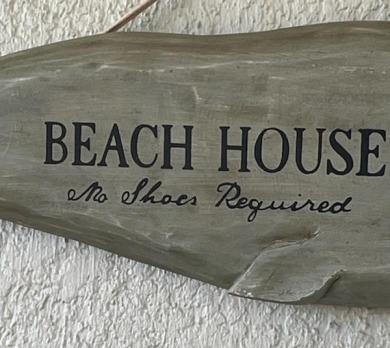 BEACH HOUSE
No Shoes Required